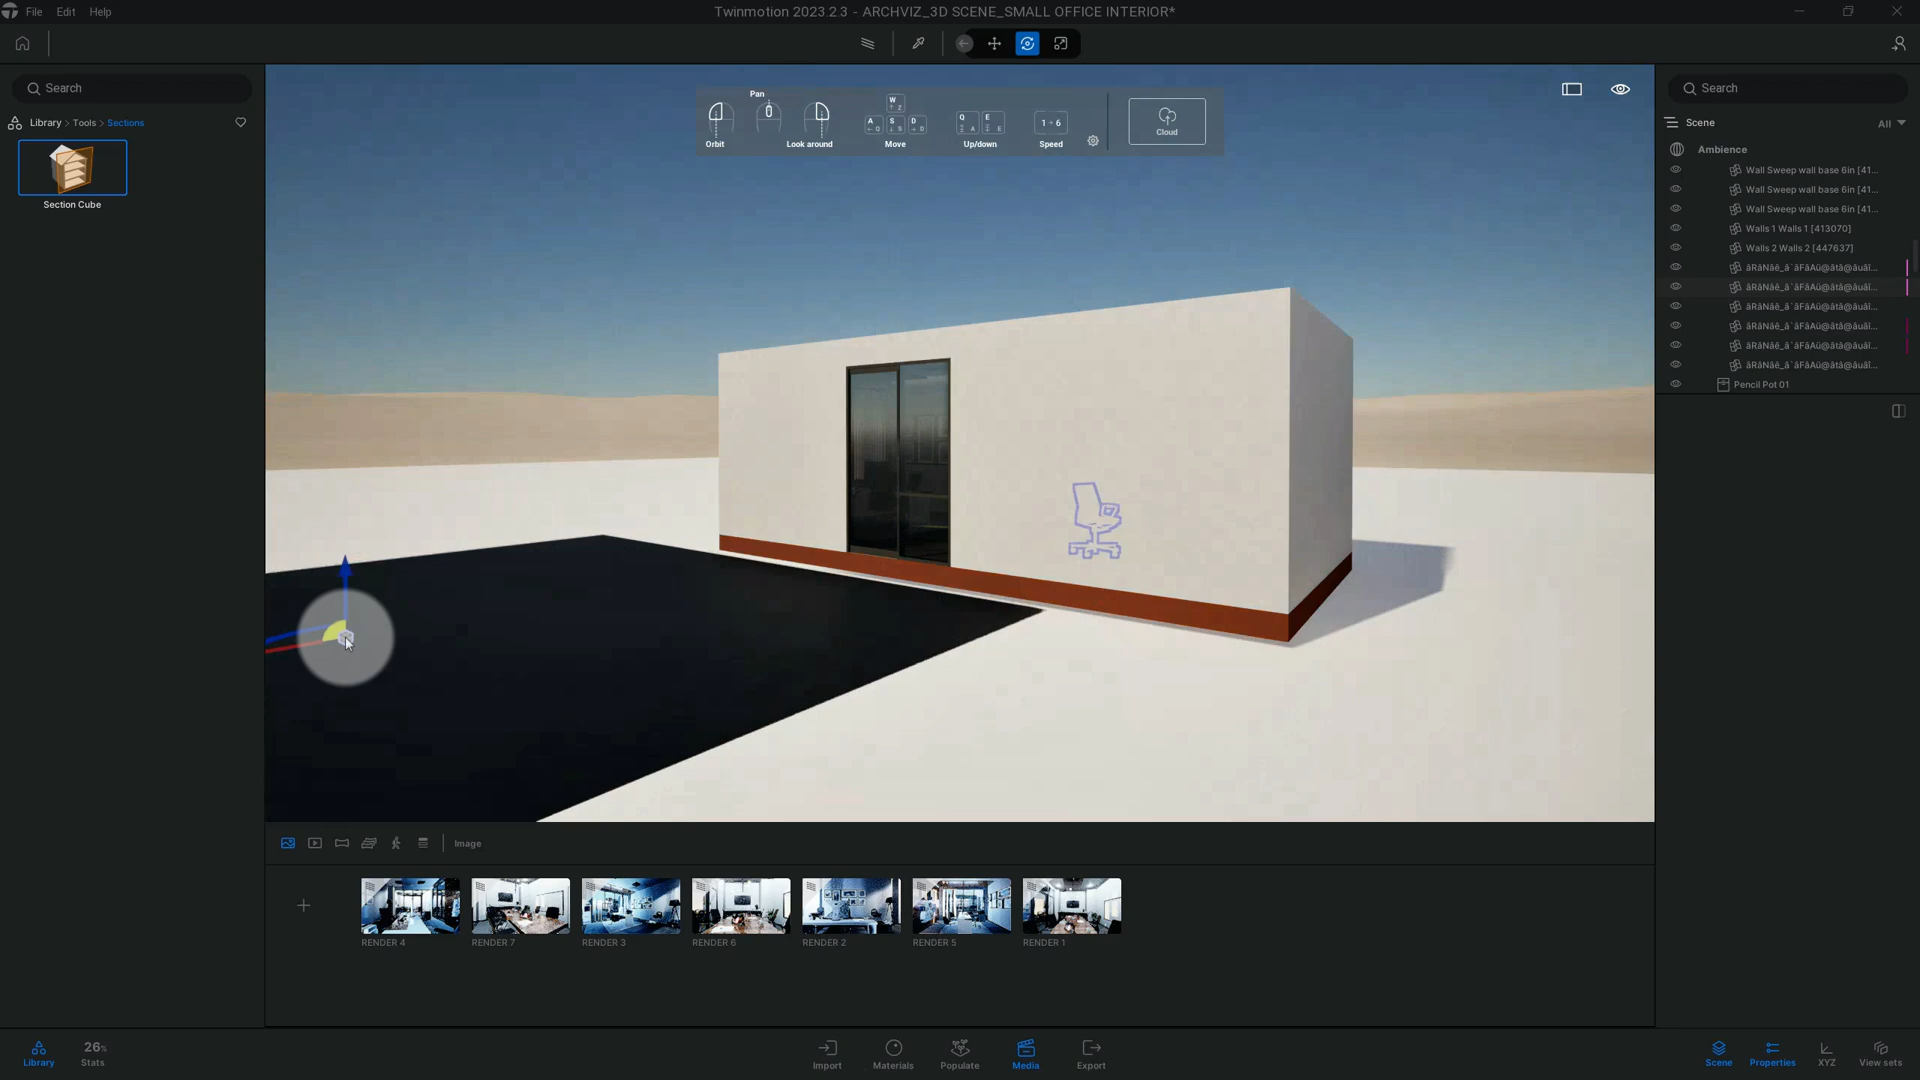 File Edit Help
Twinmotion 2023.2.3 - ARCHVIZ_3D SCENE_SMALL OFFICE INTERIOR*
Search
Library > Tools > Sections
Section Cube
Pan
Orbit
Look around
W
Z
A
Q
S
S
D
D
Move
Q
A
E
E
Up/down
1 - 6
Speed
Cloud
Search
Scene
All
Ambience
Wall Sweep wall base 6in [41...
Wall Sweep wall base 6in [41...
Wall Sweep wall base 6in [41...
Walls 1 Walls 1 [413070]
Walls 2 Walls 2 [447637]
Pencil Pot 01
Image
RENDER 4
RENDER 7
RENDER 3
RENDER 6
RENDER 2
RENDER 5
RENDER 1
Library
26%
Stats
Import
Materials
Populate
Media
Export
Scene
Properties
XYZ
View sets